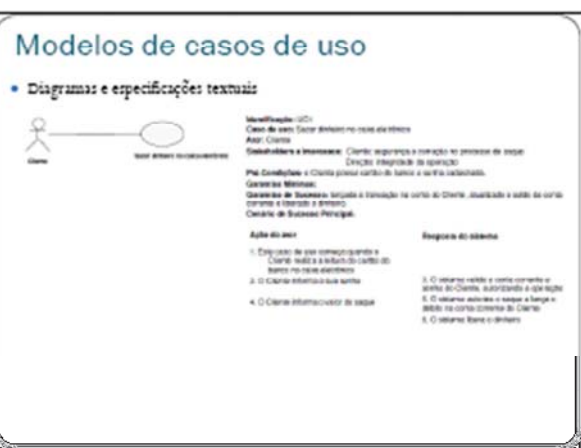 Modelos de casos de uso
Diagramas e especificações textuais
Cliente
Sacar dinheiro no caixa eletrônico
Identificação: UC1
Caso de uso: Sacar dinheiro no caixa eletrônico
Ator: Cliente
Stakeholders e Interesses: Cliente: segurança e correção no processo de saque
Direção: integridade da operação
Pré Condições: o Cliente possui cartão do banco e senha cadastrada.
Garantias Mínimas:
Garantias de Sucesso: lançada a transação na conta do Cliente, atualizado o saldo da conta
corrente e liberado o dinheiro.
Cenário de Sucesso Principal:
Ação do ator
Resposta do sistema
1. Este caso de uso começa quando o
Cliente realiza a leitura do cartão do
banco no caixa eletrônico
2. O Cliente informa a sua senha
3. O sistema valida a conta corrente e
senha do Cliente, autorizando a operação
4. O Cliente informa o valor do saque
5. O sistema autoriza o saque e lança o
débito na conta corrente do Cliente
6. O sistema libera o dinheiro